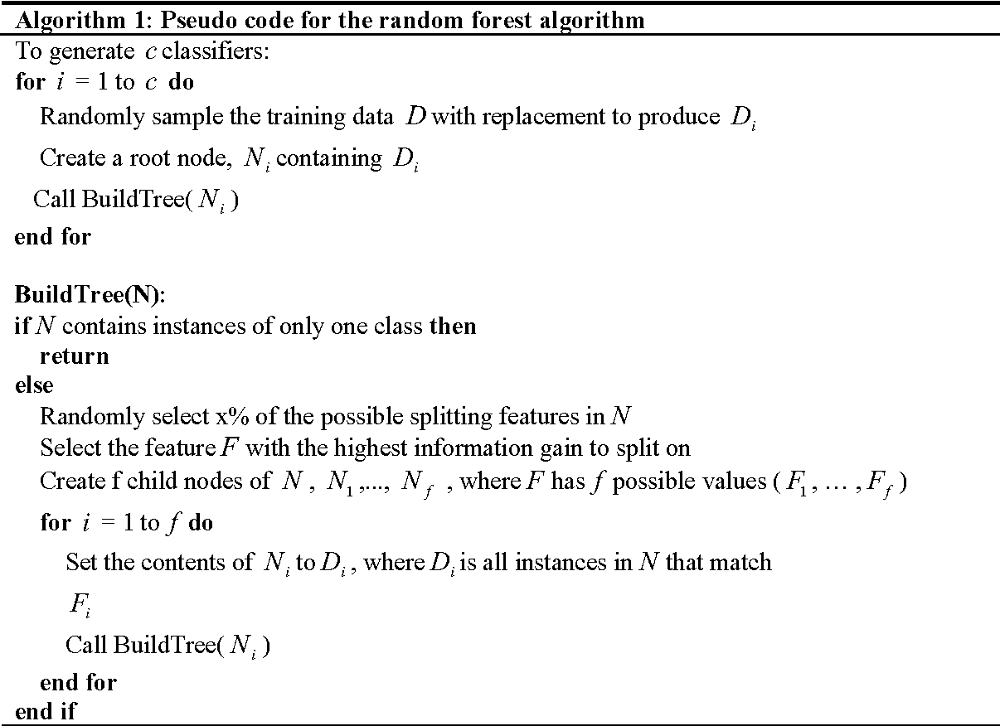 Algorithm 1: Pseudo code for the random forest algorithm
To generate c classifiers:
for i = 1 to c do
Randomly sample the training data D with replacement to produce D_i
Create a root node, N_i containing D_i
Call BuildTree( N_i )
end for
BuildTree(N):
if N contains instances of only one class then
return
else
Randomly select x% of the possible splitting features in N
Select the feature F with the highest information gain to split on
Create f child nodes of N , N_1 ,..., N_f , where F has f possible values ( F_1 , … , F_f )
for i = 1 to f do
Set the contents of N_i to D_i , where D_i is all instances in N that match
F_i
Call BuildTree( N_i )
end for
end if